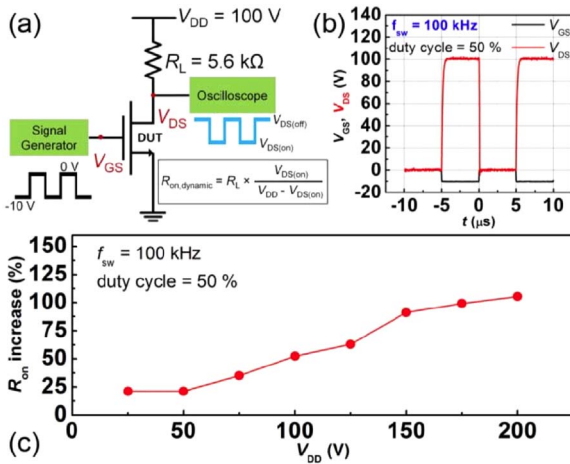 (a)
V_DD = 100 V
R_L = 5.6 kΩ
Oscilloscope
V_DS
Signal
Generator
DUT
V_GS
V_DS(off)
V_DS(on)
0 V
-10 V
R_on,dynamic = R_L × V_DS(on) / V_DD - V_DS(on)
(b)
f_sw = 100 kHz
duty cycle = 50 %
V_GS
V_DS
V_GS, V_DS (V)
140
120
100
80
60
40
20
0
-20
-10 -5 0 5 10
t (μs)
(c)
f_sw = 100 kHz
duty cycle = 50 %
R_on increase (%)
150
125
100
75
50
25
0
0 50 100 150 200
V_DD (V)